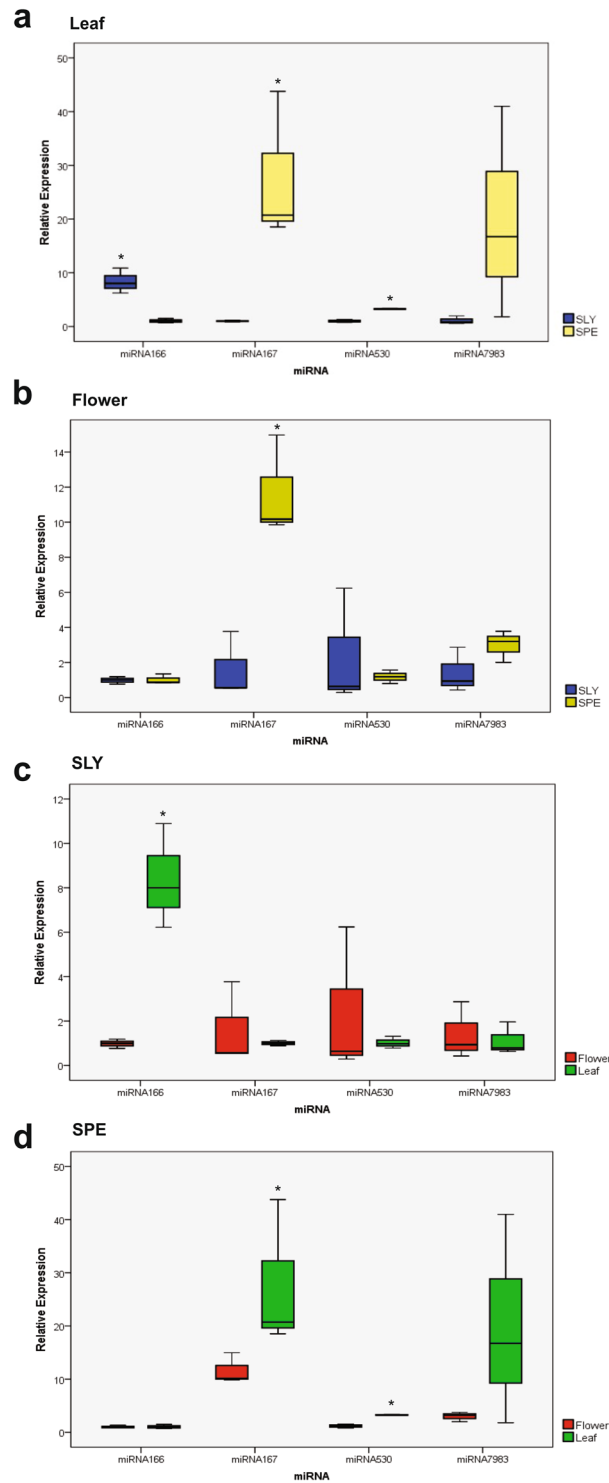 a Leaf
50
*
40
30
*
20
10
*
0
Relative Expression
miRNA166 miRNA167 miRNA530 miRNA7983
miRNA
SLY
SPE
b Flower
*
14
12
10
8
6
4
2
0
Relative Expression
miRNA166 miRNA167 miRNA530 miRNA7983
miRNA
SLY
SPE
c SLY
12
*
10
8
6
4
2
0
Relative Expression
miRNA166 miRNA167 miRNA530 miRNA7983
miRNA
Flower
Leaf
d SPE
50
*
40
30
20
10
*
0
Relative Expression
miRNA166 miRNA167 miRNA530 miRNA7983
miRNA
Flower
Leaf